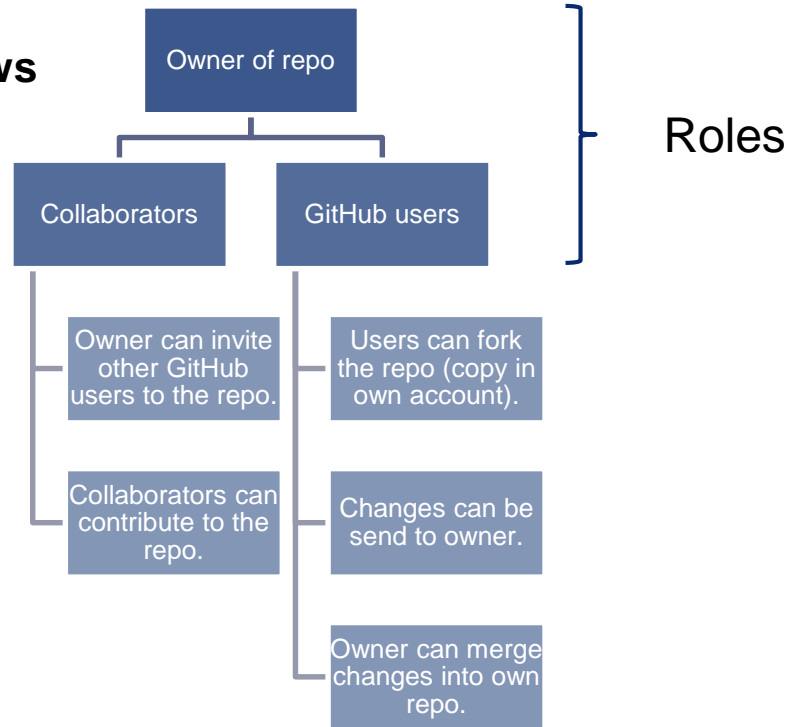 ws
Owner of repo
Roles
Collaborators
GitHub users
Owner can invite
other GitHub
users to the repo.
Collaborators can
contribute to the
repo.
Users can fork
the repo (copy in
own account).
Changes can be
send to owner.
Owner can merge
changes into own
repo.